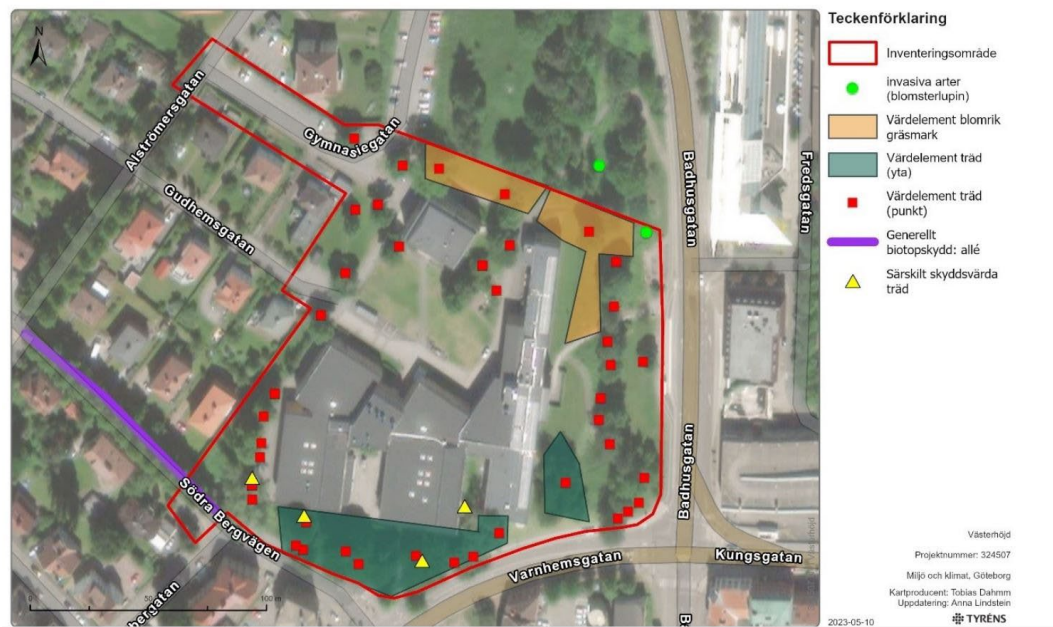 Teckenförklaring
Inventeringsområde
invasiva arter
(blomsterlupin)
Värdelement blomrik
gräsmark
Värdelement träd
(yta)
Värdelement träd
(punkt)
Generellt
biotopskydd: allé
Särskilt skyddsvärda
träd
N
Alströmersgatan
Gymnasiegatan
Gudhemsgatan
Badhusgatan
Fredsgatan
Södra Bergvägen
Badhusgatan
Varnhemsgatan
Kungsgatan
bergatan
B
0
100 m
Västerhöjd
Projektnummer: 324507
Miljö och klimat, Göteborg
Kartproducent: Tobias Dahmm
Uppdatering: Anna Lindstein
2023-05-10
TYRÉNS